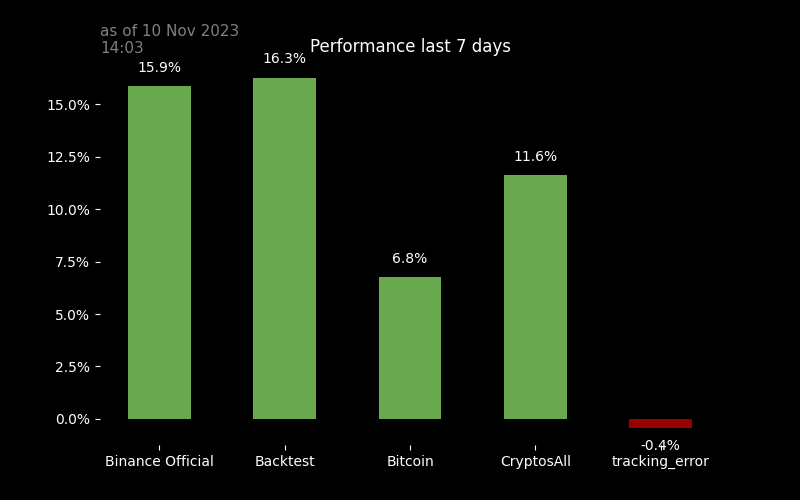 as of 10 Nov 2023
14:03
Performance last 7 days
15.9%
16.3%
6.8%
11.6%
-0.4%
15.0%
12.5%
10.0%
7.5%
5.0%
2.5%
0.0%
Binance Official
Backtest
Bitcoin
CryptosAll
tracking_error